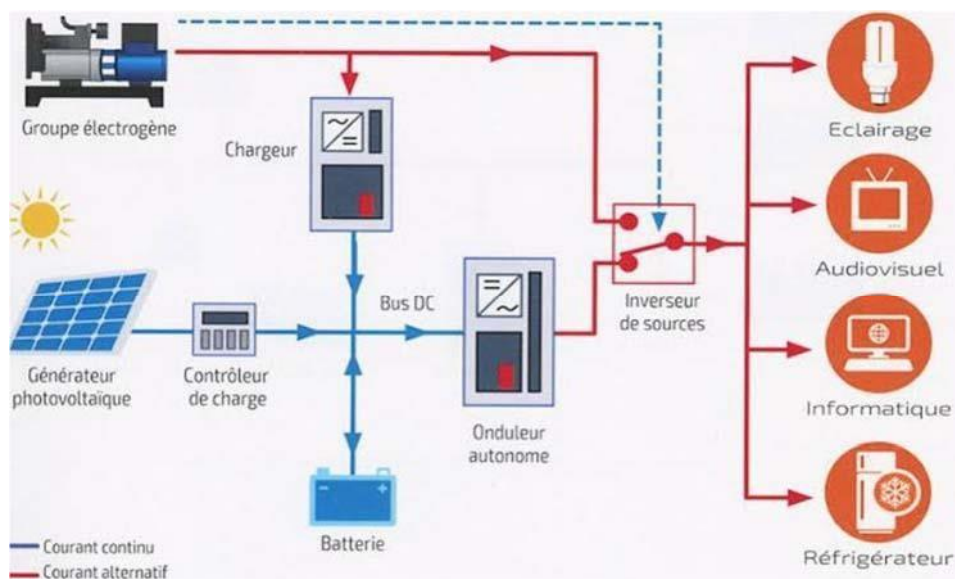 Groupe électrogène
Chargeur
Eclairage
Audiovisuel
Bus DC
Inverseur
de sources
Générateur
photovoltaïque
Contrôleur
de charge
Onduleur
autonome
Informatique
Batterie
Réfrigérateur
Courant continu
Courant alternatif